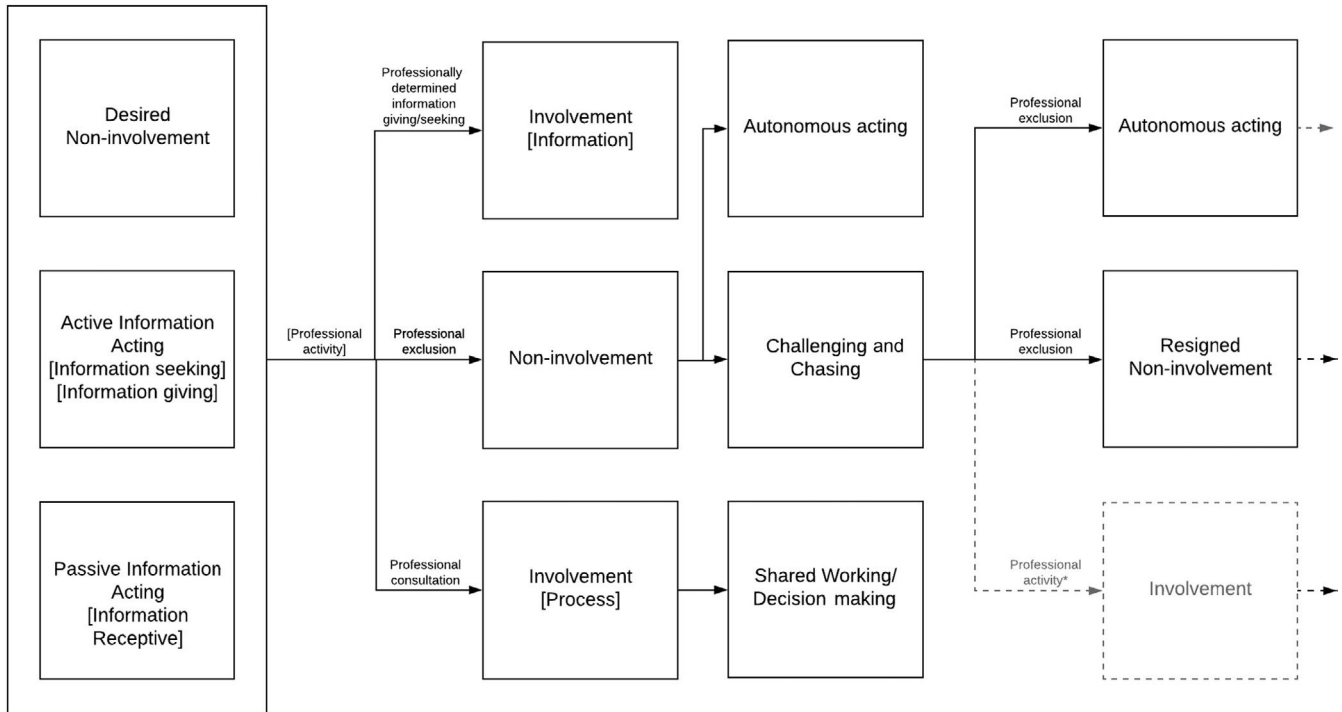 Desired
Non-involvement
Active Information
Acting
[Information seeking]
[Information giving]
Passive Information
Acting
[Information
Receptive]
[Professional
activity]
Professionally
determined
information
giving/seeking
Professional
exclusion
Professional
consultation
Involvement
[Information]
Non-involvement
Involvement
[Process]
Autonomous acting
Challenging and
Chasing
Shared Working/
Decision making
Professional
exclusion
Professional
exclusion
Professional
activity*
Autonomous acting
Resigned
Non-involvement
Involvement